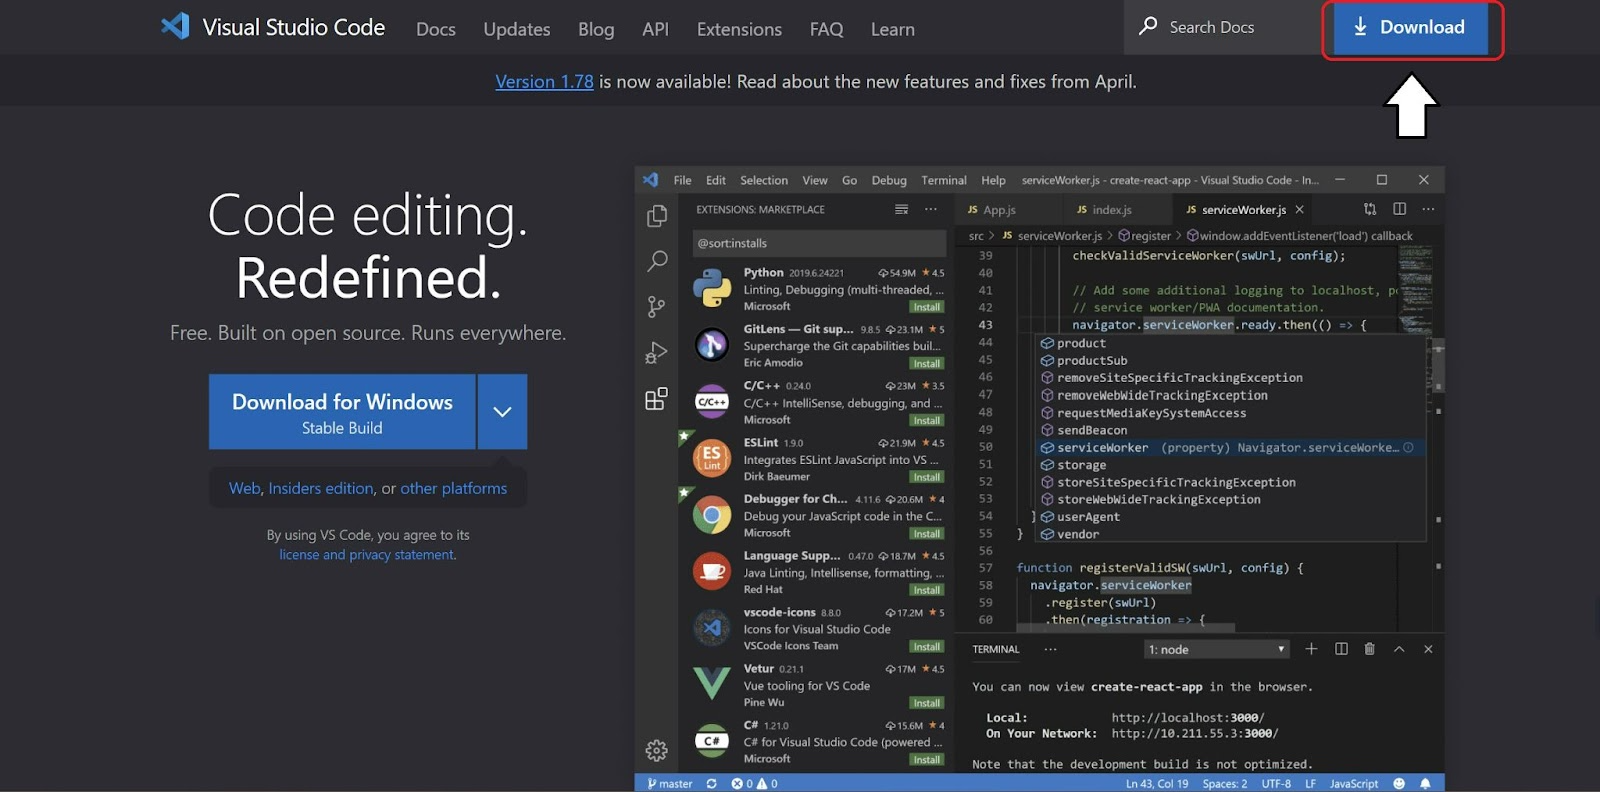 Visual Studio Code Docs Updates Blog API Extensions FAQ Learn Search Docs Download
Version 1.78 is now available! Read about the new features and fixes from April.
Code editing.
Redefined.
Free. Built on open source. Runs everywhere.
Download for Windows
Stable Build
Web, Insiders edition, or other platforms
By using VS Code, you agree to its
license and privacy statement.
File Edit Selection View Go Debug Terminal Help serviceWorker.js - create-react-app - Visual Studio Code - In...
EXTENSIONS: MARKETPLACE
@sort:installs
Python 2019.6.24221 54.9M ★ 4.5
Linting, Debugging (multi-threaded, ...
Microsoft Install
GitLens — Git sup... 9.8.5 23.1M ★ 5
Supercharge the Git capabilities buil...
Eric Amodio Install
C/C++
C/C++ 0.24.0 23M ★ 3.5
C/C++ IntelliSense, debugging, and ...
Microsoft Install
ES
Lint
ESLint 1.9.0 21.9M ★ 4.5
Integrates ESLint JavaScript into VS ...
Dirk Baeumer Install
Debugger for Ch... 4.11.6 20.6M ★ 4
Debug your JavaScript code in the C...
Microsoft Install
Language Supp... 0.47.0 18.7M ★ 4.5
Java Linting, Intellisense, formatting, ...
Red Hat Install
vscode-icons 8.8.0 17.2M ★ 5
Icons for Visual Studio Code
VSCode Icons Team Install
Vetur 0.21.1 17M ★ 4.5
Vue tooling for VS Code
Pine Wu Install
C#
C# 1.21.0 15.6M ★ 4
C# for Visual Studio Code (powered ...
Microsoft Install
JS App.js JS index.js JS serviceWorker.js
src > JS serviceWorker.js > register > window.addEventListener('load') callback
39 checkValidServiceWorker(swUrl, config);
40
41 // Add some additional logging to localhost, p
42 // service worker/PWA documentation.
43 navigator.serviceWorker.ready.then(() => {
44 product
45 productSub
46 removeSiteSpecificTrackingException
47 removeWebWideTrackingException
48 requestMediaKeySystemAccess
49 sendBeacon
50 serviceWorker (property) Navigator.serviceWorke...
51 storage
52 storeSiteSpecificTrackingException
53 storeWebWideTrackingException
54 } userAgent
55 } vendor
56
57 function registerValidSW(swUrl, config) {
58 navigator.serviceWorker
59 .register(swUrl)
60 .then(registration => {
TERMINAL ... 1: node
You can now view create-react-app in the browser.
Local: http://localhost:3000/
On Your Network: http://10.211.55.3:3000/
Note that the development build is not optimized.
master 0 0 Ln 43, Col 19 Spaces: 2 UTF-8 LF JavaScript